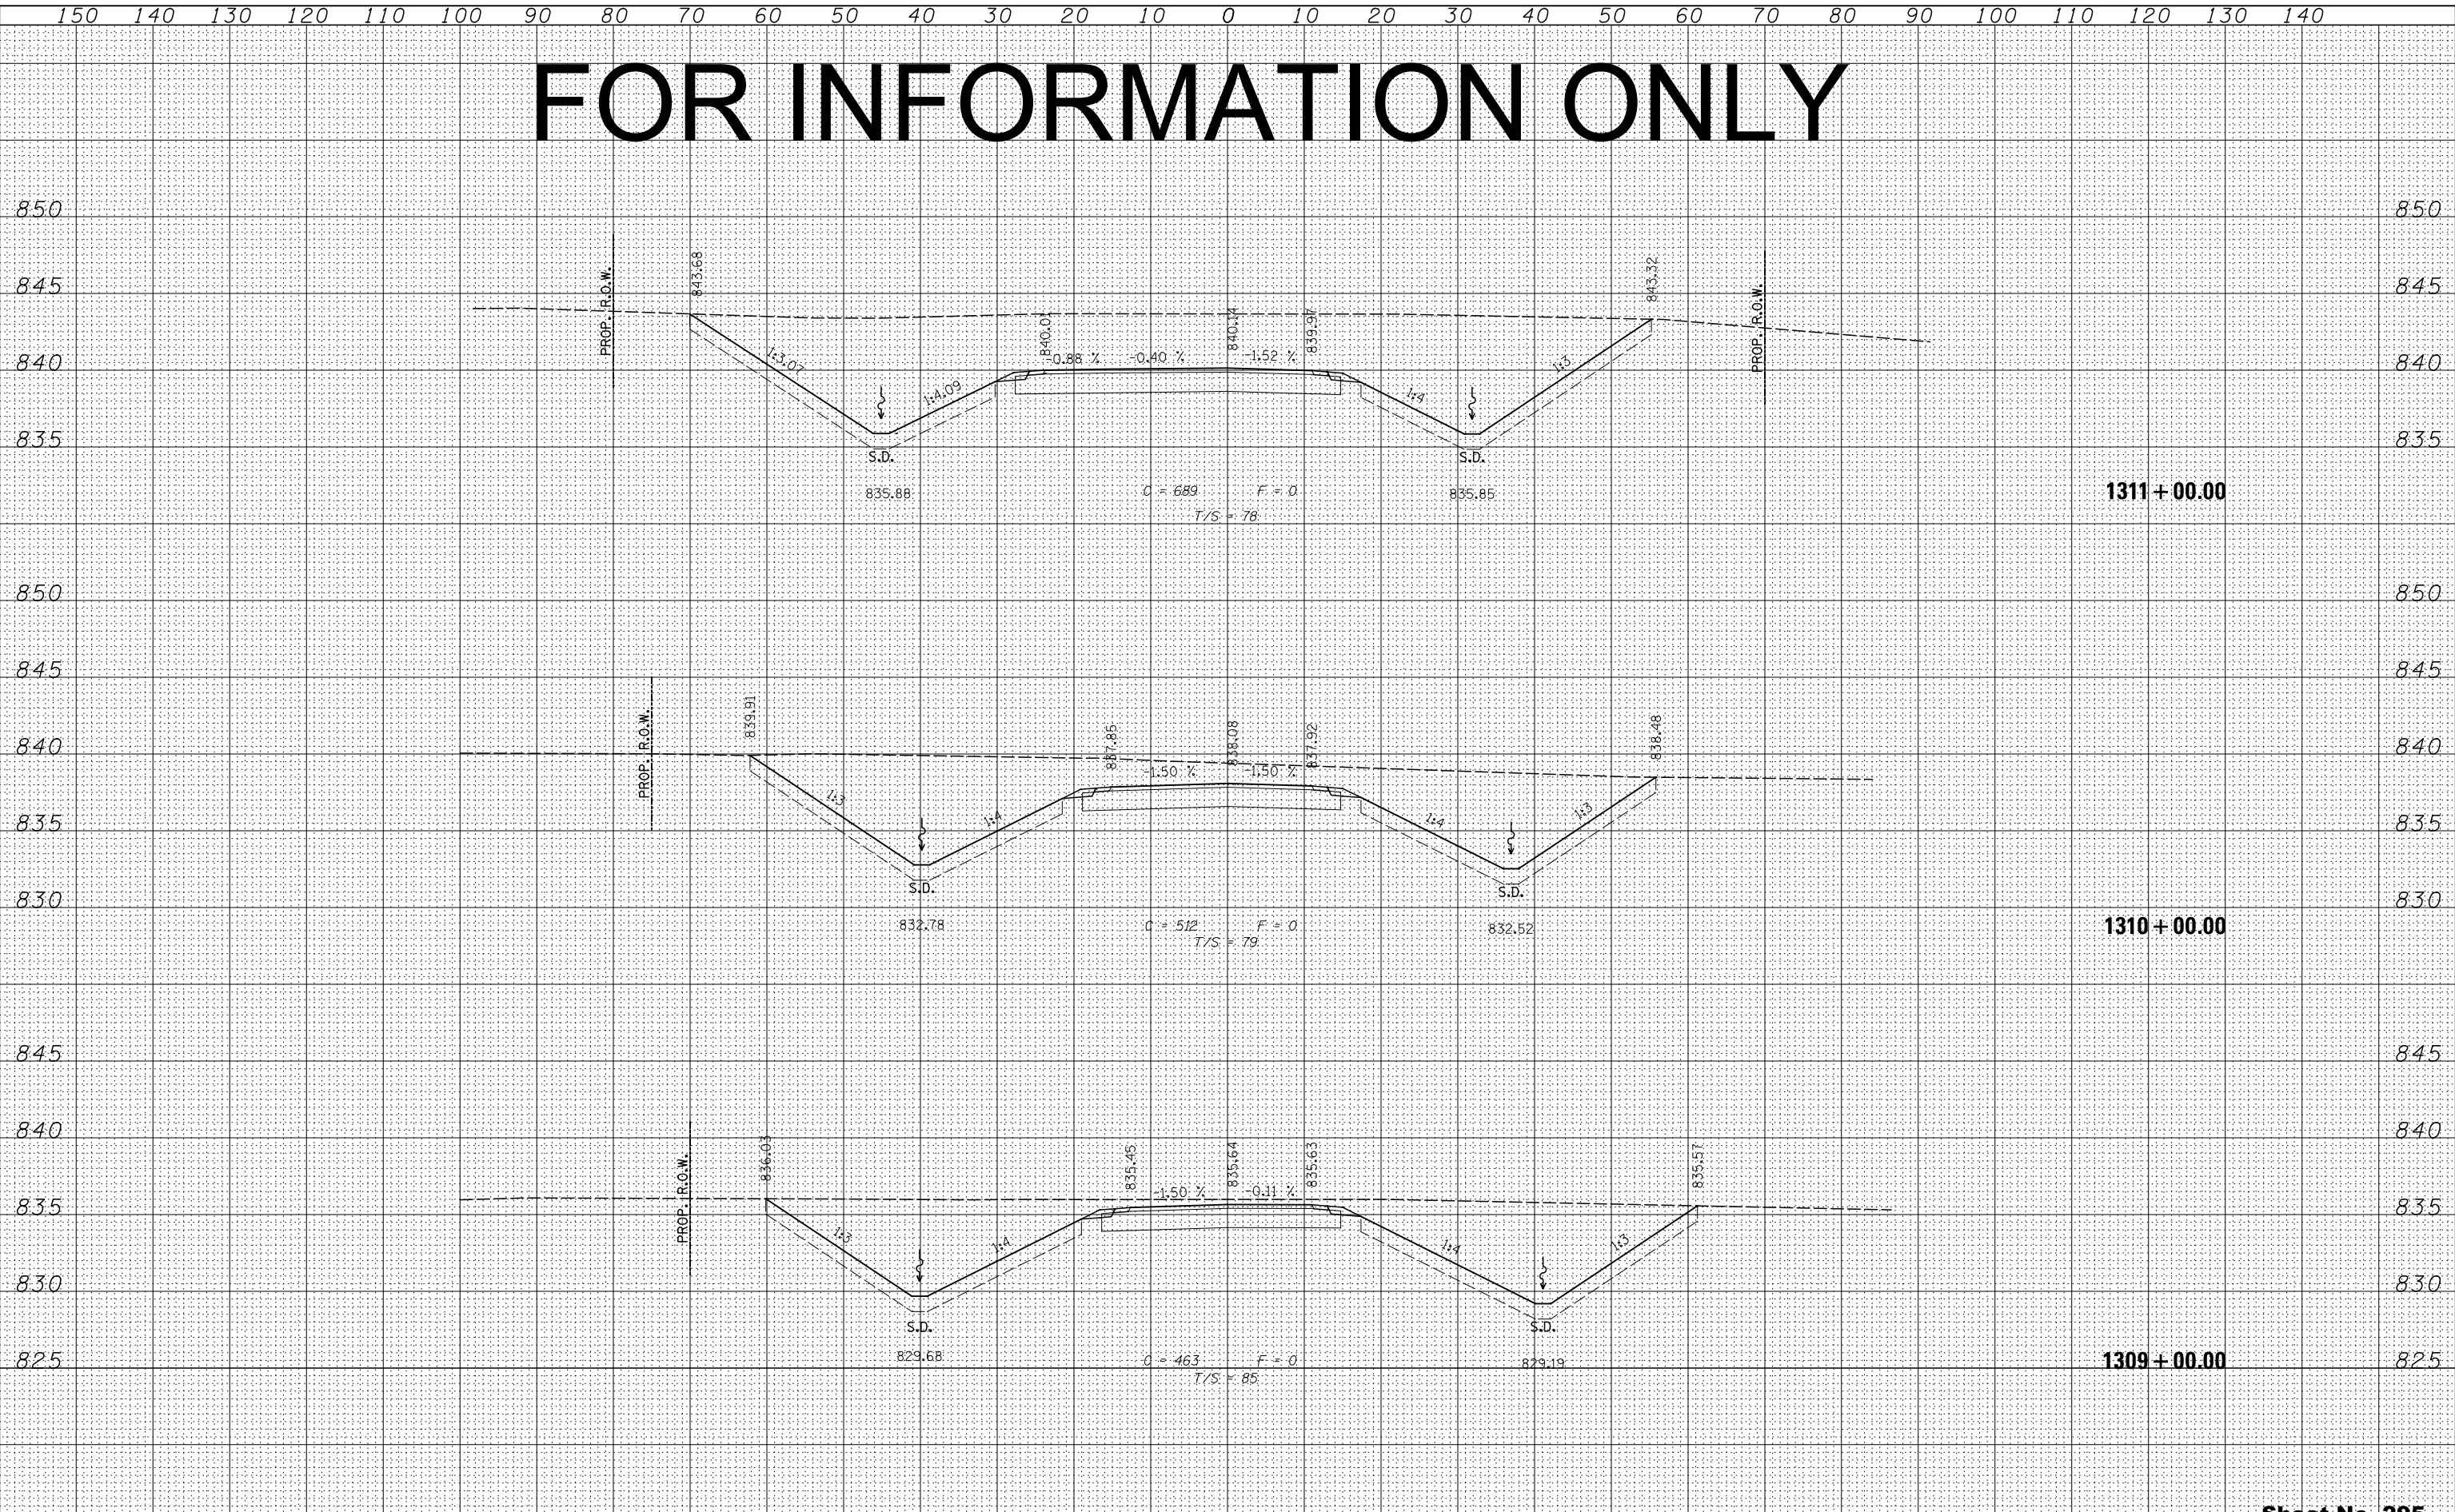 150 140 130 120 110 100 90 80 70 60 50 40 30 20 10 0 10 20 30 40 50 60 70 80 90 100 110 120 130 140
FOR INFORMATION ONLY
850 850
845 PROP. R.O.W. 843.68 843.32 PROP. R.O.W. 845
840.01 840.14 839.97
840 1:3.07 1:4.09 -0.88 % -0.40 % -1.52 % 1:4 1:3 840
835 835
S.D. S.D.
835.88 C = 689 F = 0 835.85 1311+00.00
T/S = 78
850 850
845 845
PROP. R.O.W. 839.91 837.85 838.08 837.92 838.48
840 840
-1.50 % -1.50 %
835 1:3 1:4 1:4 1:3 835
830 S.D. S.D. 830
832.78 C = 512 F = 0 832.52 1310+00.00
T/S = 79
845 845
840 840
PROP. R.O.W. 836.03 835.45 835.64 835.63 835.57
835 -1.50 % -0.11 % 835
1:3 1:4 1:4 1:3
830 830
S.D. S.D.
825 829.68 C = 463 F = 0 829.19 1309+00.00 825
T/S = 85
Sheet No. 395